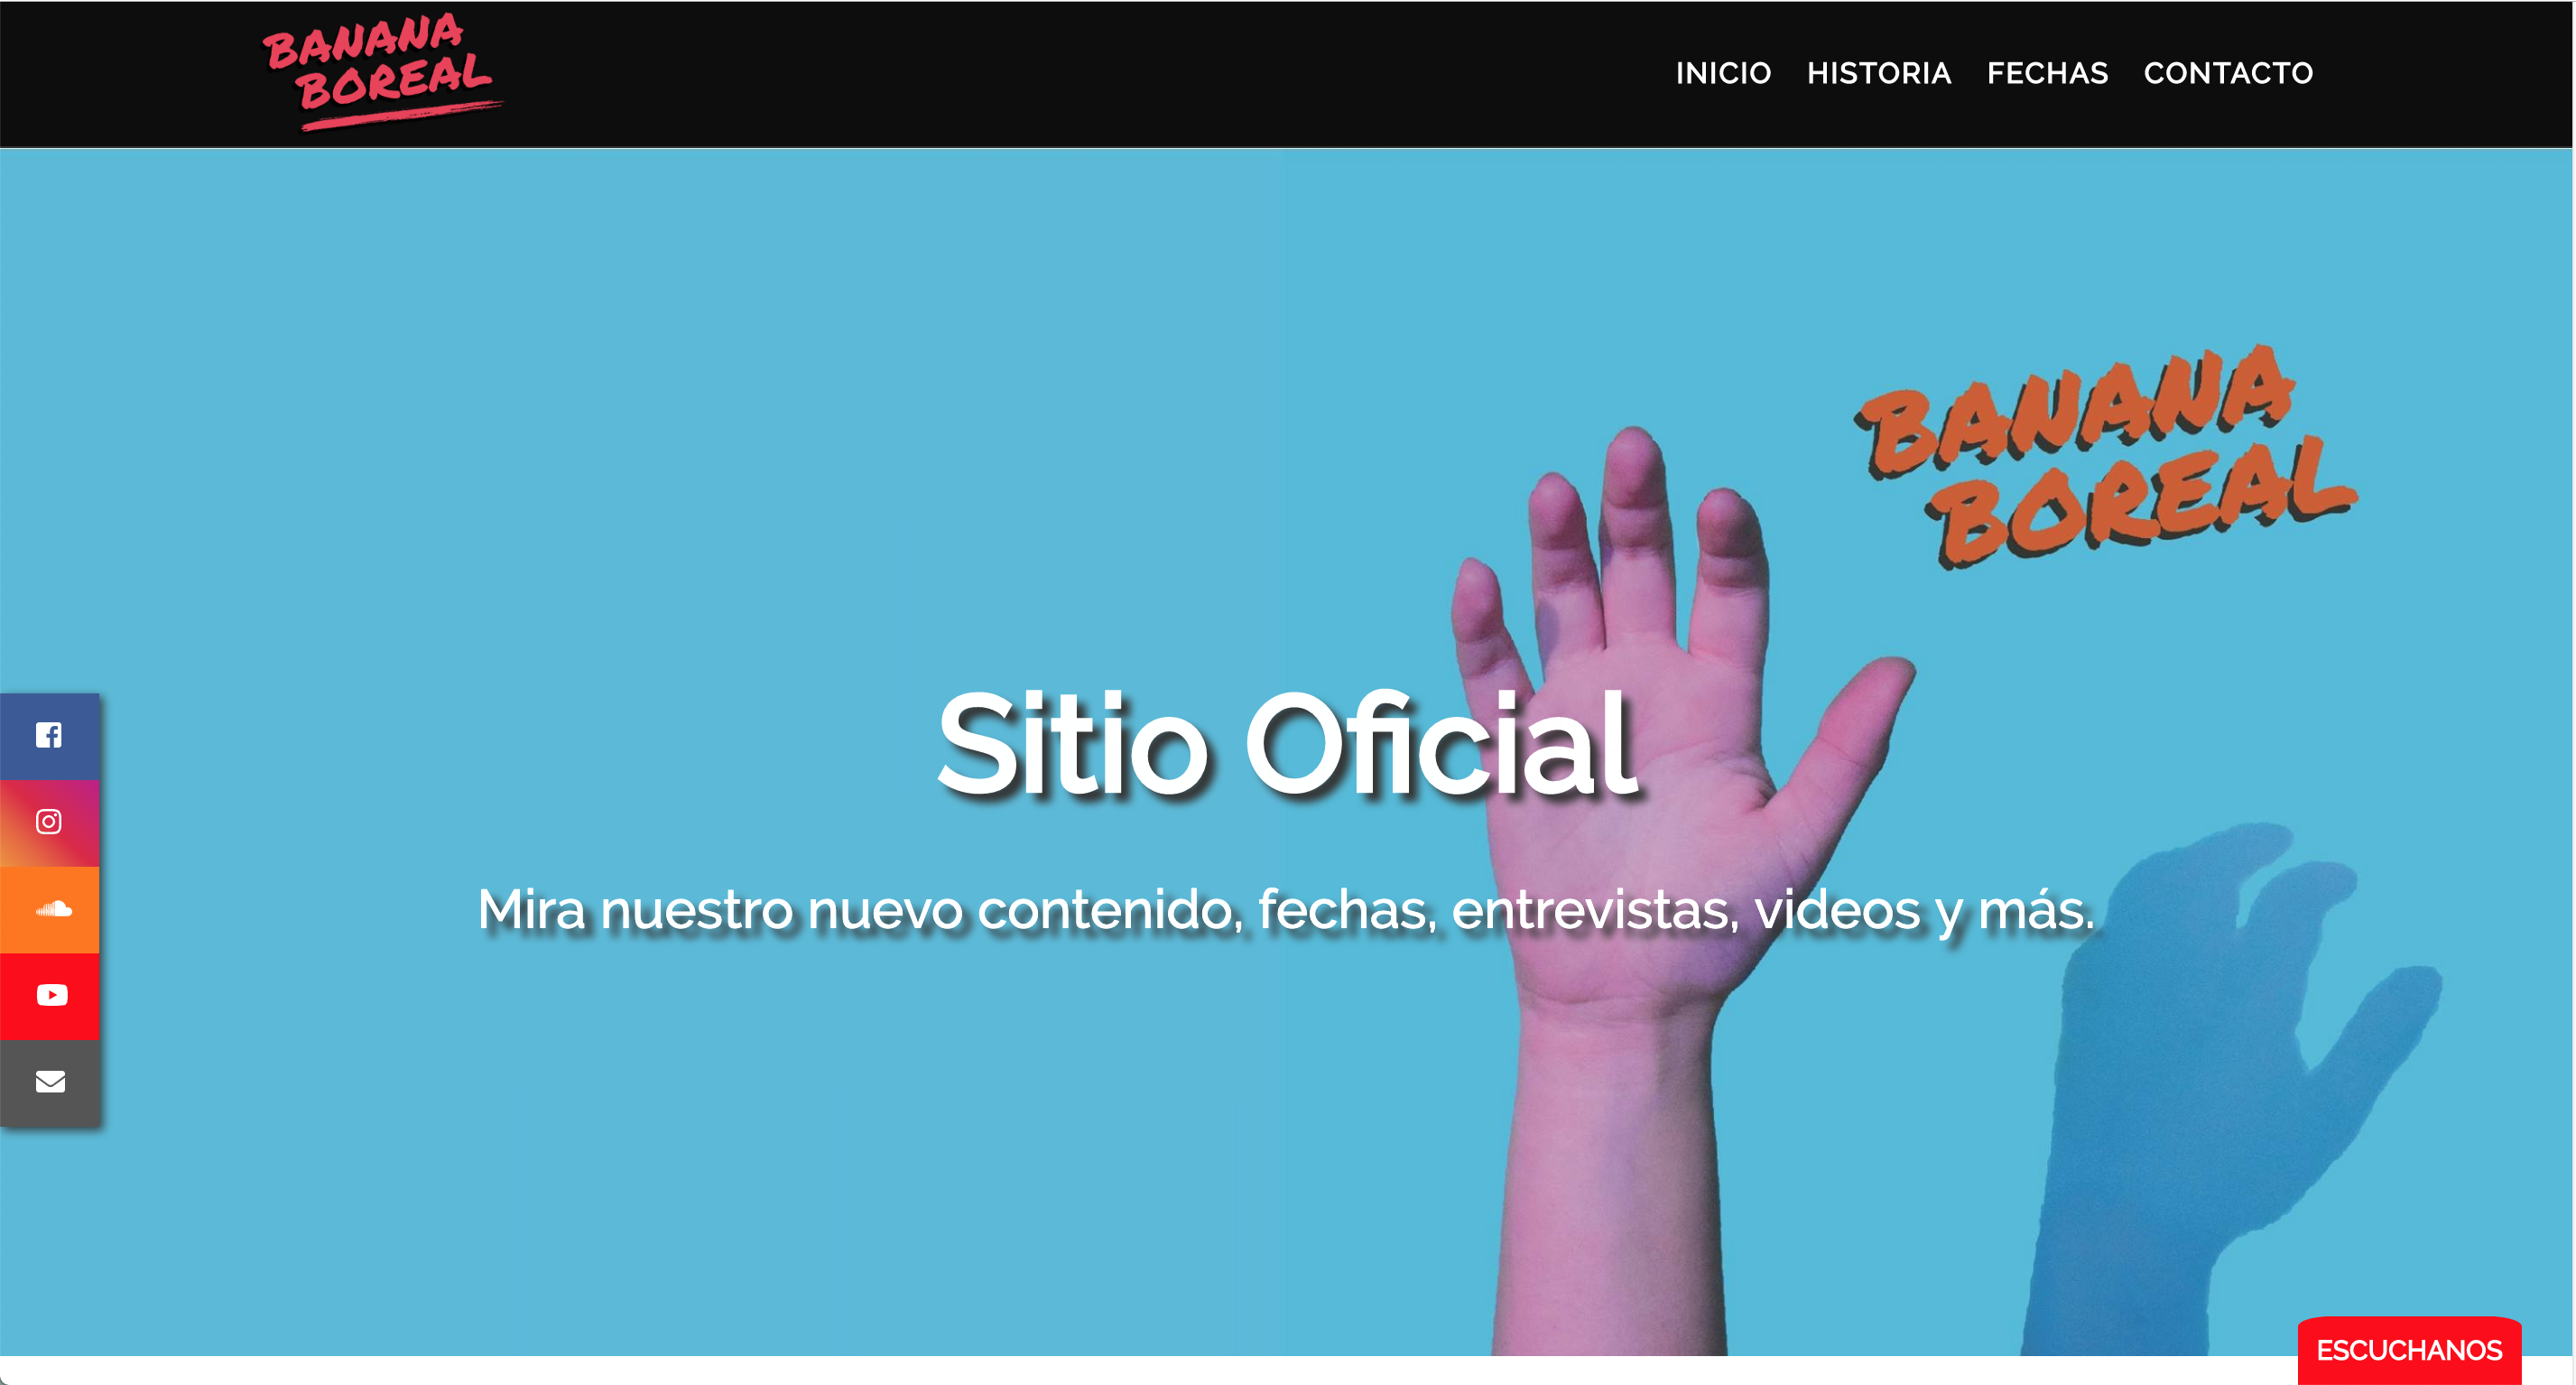 BANANA
BOREAL
INICIO HISTORIA FECHAS CONTACTO
BANANA
BOREAL
Sitio Oficial
Mira nuestro nuevo contenido, fechas, entrevistas, videos y más.
ESCUCHANOS